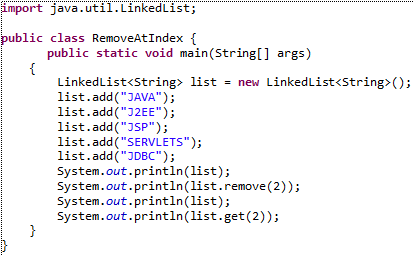 import java.util.LinkedList;
public class RemoveAtIndex {
public static void main(String[] args)
{
LinkedList<String> list = new LinkedList<String>();
list.add("JAVA");
list.add("J2EE");
list.add("JSP");
list.add("SERVLETS");
list.add("JDBC");
System.out.println(list);
System.out.println(list.remove(2));
System.out.println(list);
System.out.println(list.get(2));
}
}